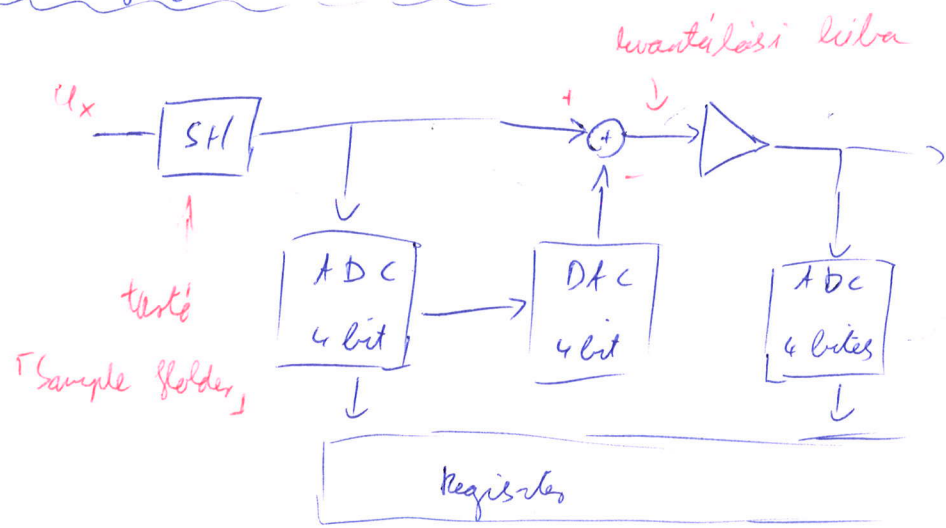 kvantálási hiba
Ux
SH
+
+
-
ADC
4 bit
DAC
4 bit
ADC
4 bites
tartó
"Sample Holder"
Regiszter